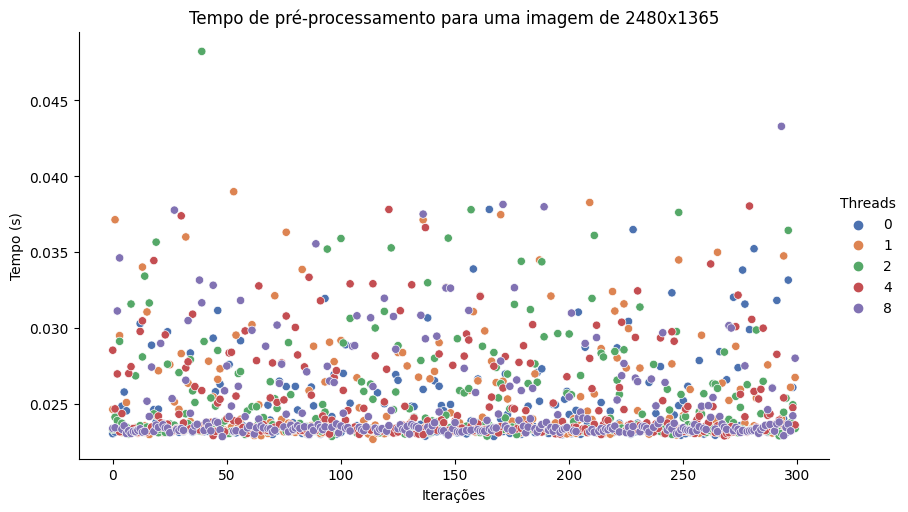 Tempo de pré-processamento para uma imagem de 2480x1365
Tempo (s)
0.045
0.040
0.035
0.030
0.025
0 50 100 150 200 250 300
Iterações
Threads
0
1
2
4
8